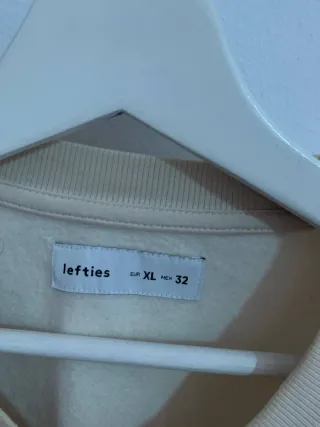 lefties EUR XL MEX 32